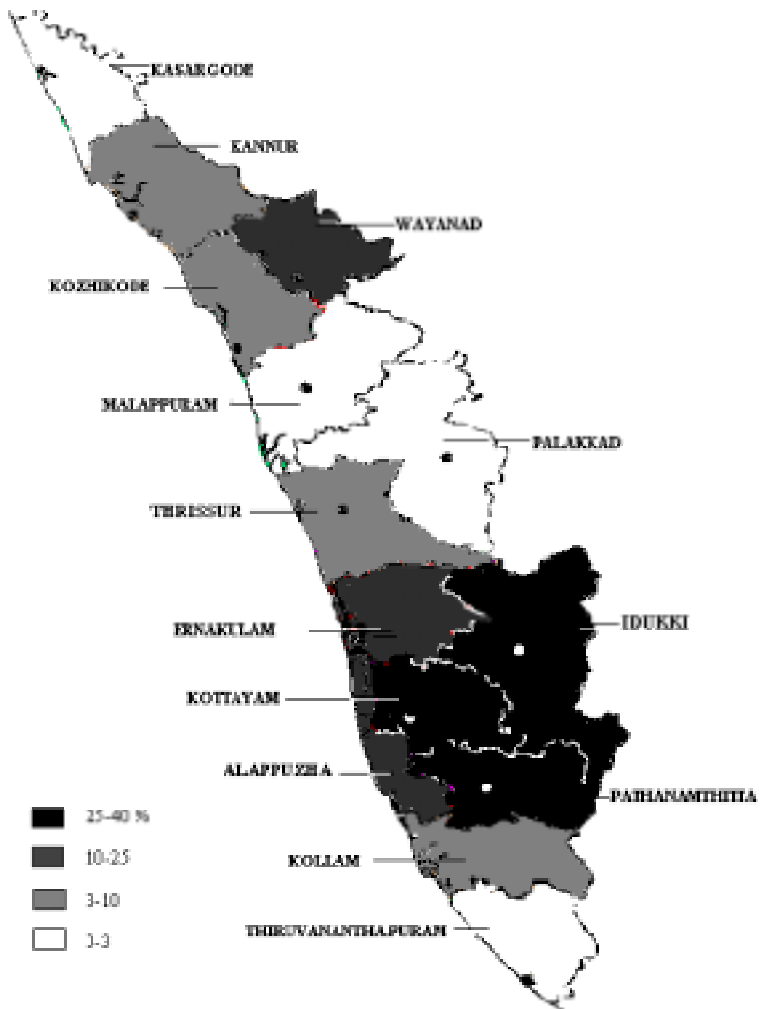 KASARGODE
KANNUR
WAYANAD
KOZHIKODE
MALAPPURAM
PALAKKAD
THRISSUR
ERNAKULAM
IDUKKI
KOTTAYAM
ALAPPUZHA
PATHANAMTHITTA
25-40 %
10-25
3-10
KOLLAM
THIRUVANANTHAPURAM